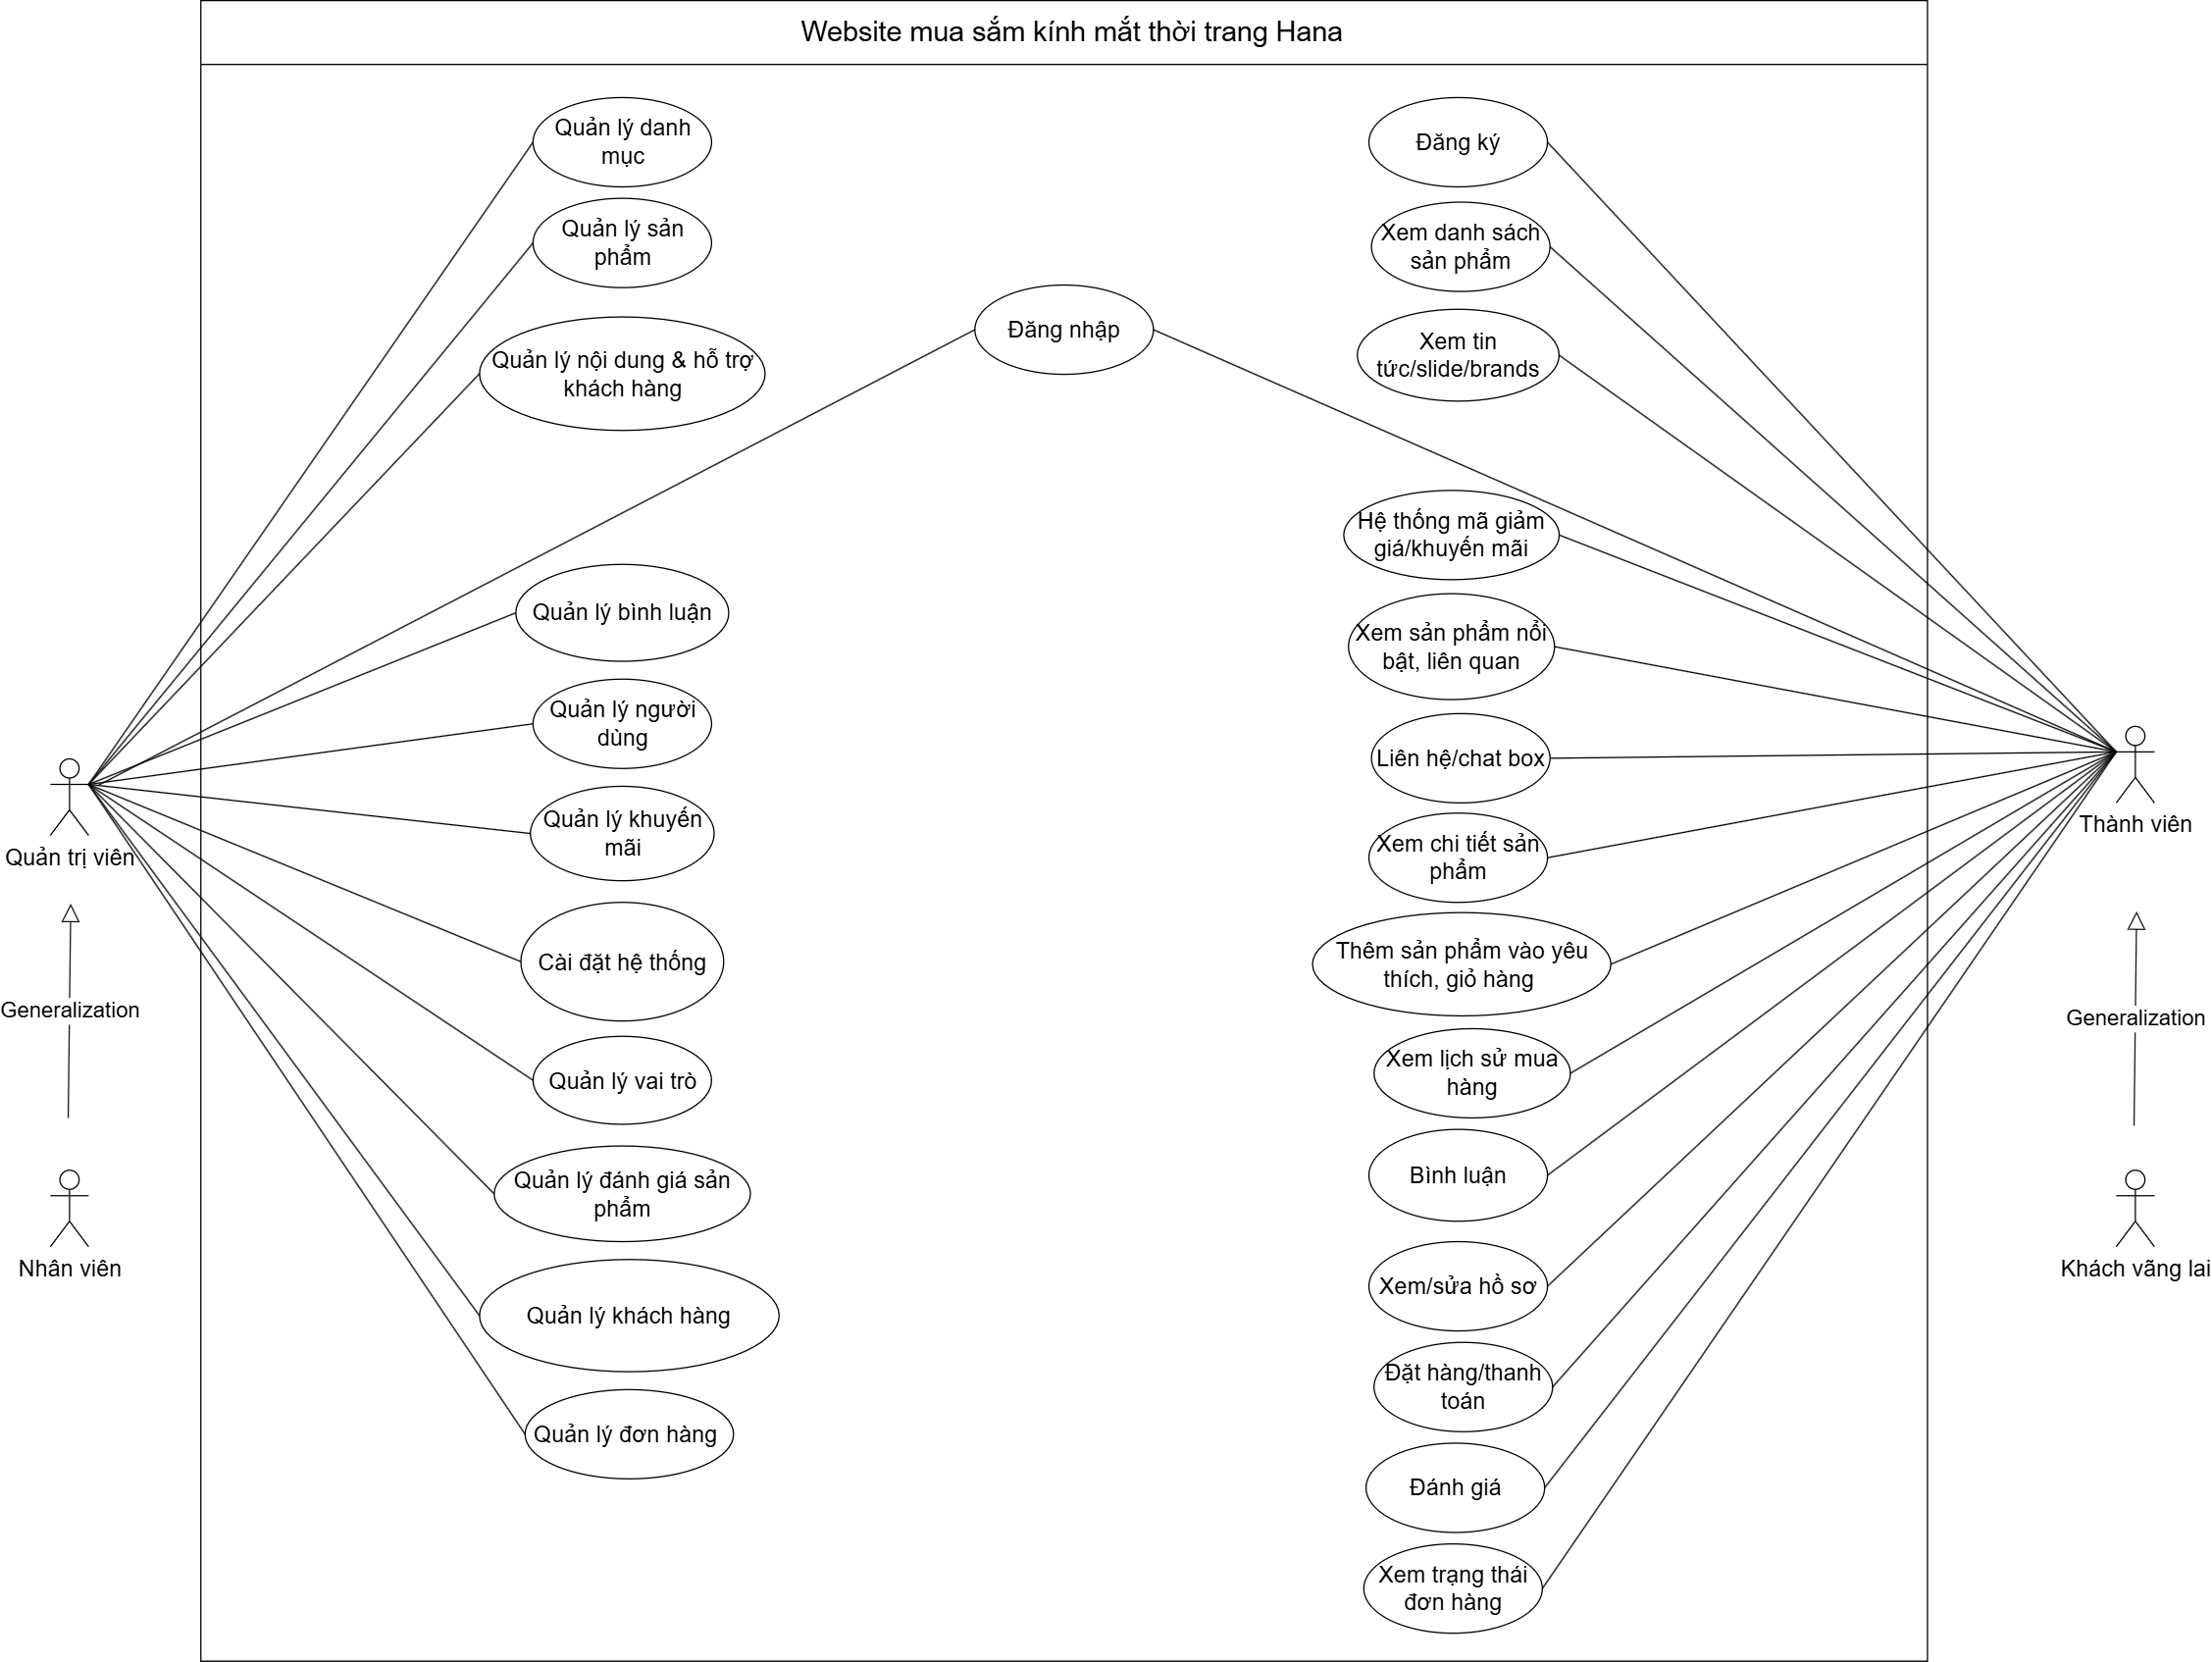 Website mua sắm kính mắt thời trang Hana
Quản lý danh
mục
Quản lý sản
phẩm
Quản lý nội dung & hỗ trợ
khách hàng
Quản lý bình luận
Quản lý người
dùng
Quản lý khuyến
mãi
Cài đặt hệ thống
Quản lý vai trò
Quản lý đánh giá sản
phẩm
Quản lý khách hàng
Quản lý đơn hàng
Đăng nhập
Đăng ký
Xem danh sách
sản phẩm
Xem tin
tức/slide/brands
Hệ thống mã giảm
giá/khuyến mãi
Xem sản phẩm nổi
bật, liên quan
Liên hệ/chat box
Xem chi tiết sản
phẩm
Thêm sản phẩm vào yêu
thích, giỏ hàng
Xem lịch sử mua
hàng
Bình luận
Xem/sửa hồ sơ
Đặt hàng/thanh
toán
Đánh giá
Xem trạng thái
đơn hàng
Quản trị viên
Generalization
Nhân viên
Thành viên
Generalization
Khách vãng lai